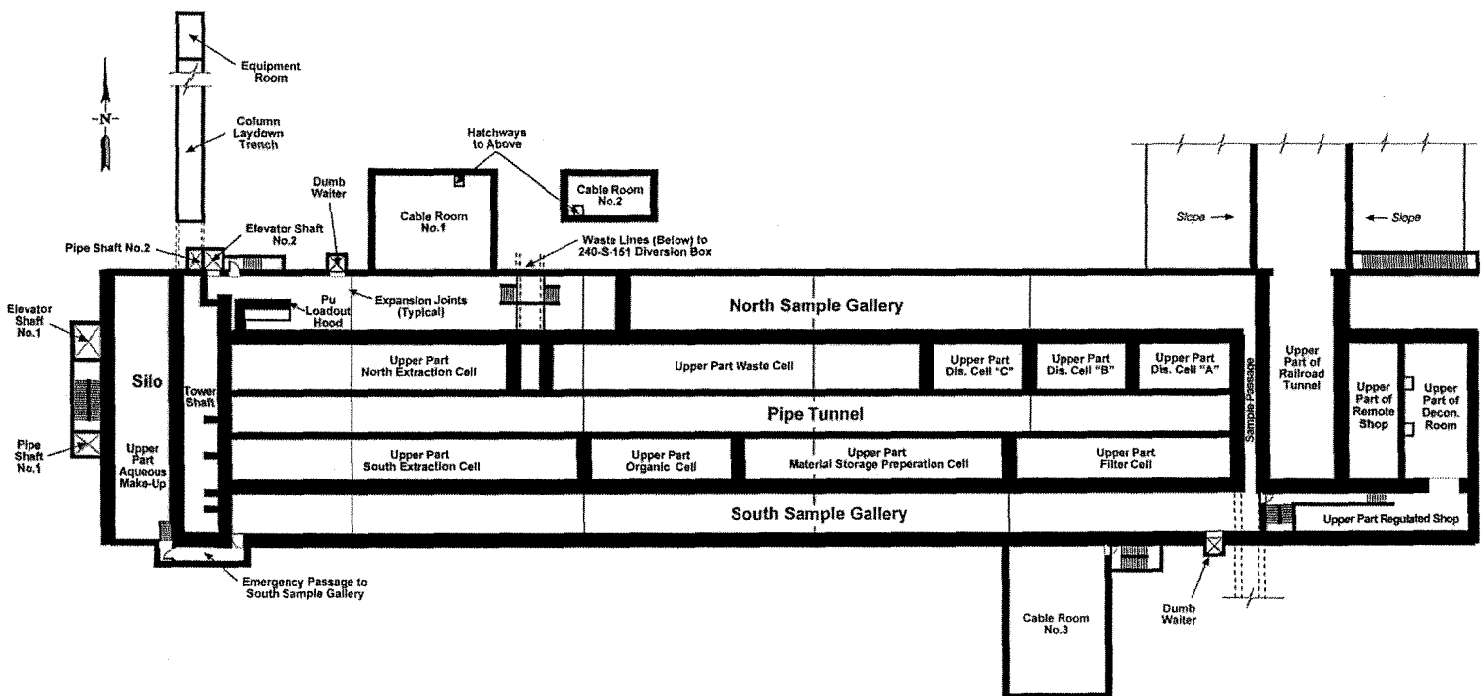 Equipment
Room
N
Column
Laydown
Trench
Hatchways
to Above
Dumb
Waiter
Cable Room
No.1
Cable Room
No.2
Slope
Slope
Pipe Shaft No.2
Elevator Shaft
No.2
Waste Lines (Below) to
240-S-151 Diversion Box
Elevator
Shaft
No.1
Pu
Loadout
Hood
Expansion Joints
(Typical)
North Sample Gallery
Silo
Tower
Shaft
Upper Part
North Extraction Cell
Upper Part Waste Cell
Upper Part
Dis. Cell "C"
Upper Part
Dis. Cell "B"
Upper Part
Dis. Cell "A"
Sample Passage
Upper
Part of
Railroad
Tunnel
Upper
Part of
Remote
Shop
Upper
Part of
Decon.
Room
Pipe Tunnel
Pipe
Shaft
No.1
Upper
Part
Aqueous
Make-Up
Upper Part
South Extraction Cell
Upper Part
Organic Cell
Upper Part
Material Storage Preperation Cell
Upper Part
Filter Cell
South Sample Gallery
Upper Part Regulated Shop
Emergency Passage to
South Sample Gallery
Cable Room
No.3
Dumb
Waiter